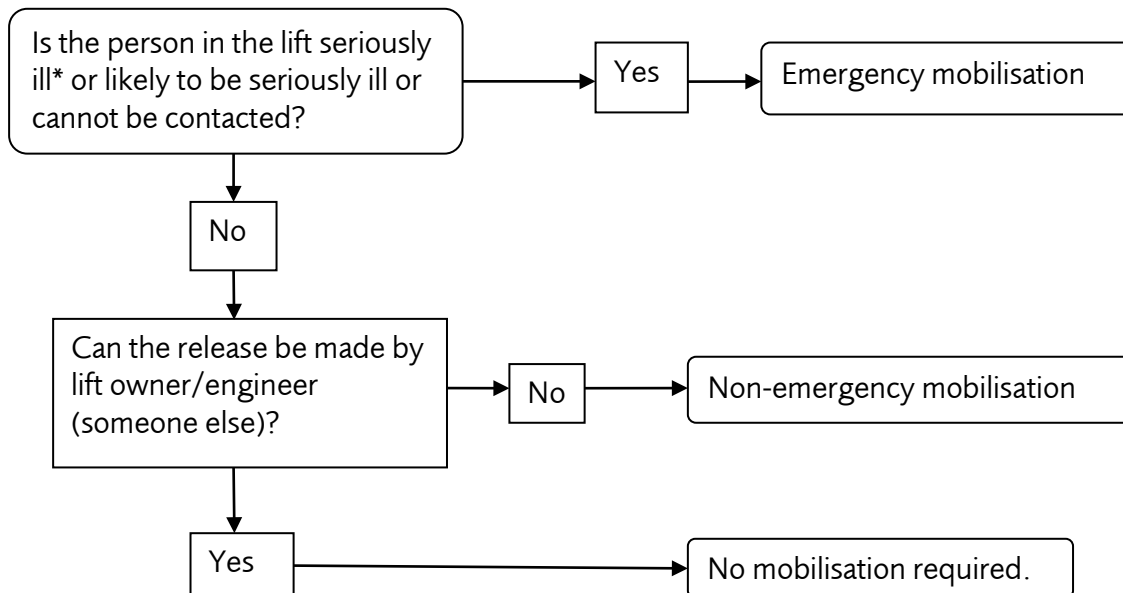 Is the person in the lift seriously
ill* or likely to be seriously ill or
cannot be contacted?
Yes
Emergency mobilisation
No
Can the release be made by
lift owner/engineer
(someone else)?
No
Non-emergency mobilisation
Yes
No mobilisation required.